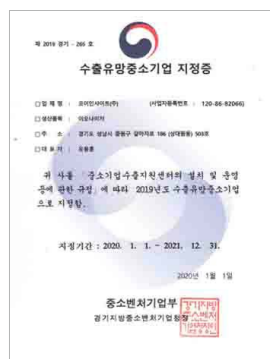 제 2019 경기 - 265 호
수출유망중소기업 지정증
□ 업 체 명 : 코이인사이트(주) (사업자등록번호 : 120-86-82066)
□ 생산품목 :
□ 주 소 : 경기도 성남시 중원구 갈마치로 186 (상대원동) 505호
□ 대 표 자 :
위 사를 「중소기업수출지원센터의 설치 및 운영
등에 관한 규정」에 따라 2019년도 수출유망중소기업
으로 지정함.
지정기간 : 2020. 1. 1. ~ 2021. 12. 31.
2020년 1월 1일
중소벤처기업부
경기지방중소벤처기업청장